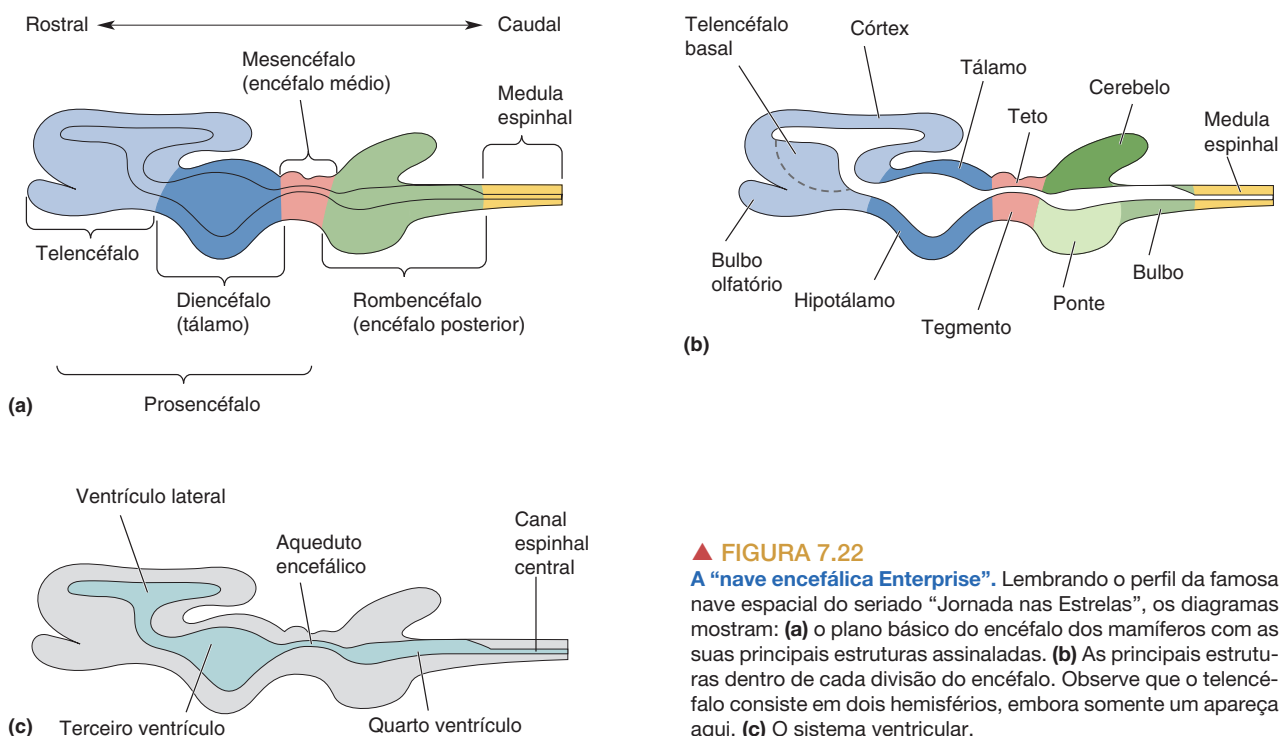 Rostral
Caudal
Mesencéfalo
(encéfalo médio)
Medula
espinhal
Telencéfalo
Diencéfalo
(tálamo)
Rombencéfalo
(encéfalo posterior)
Prosencéfalo
(a)
Telencéfalo
basal
Córtex
Tálamo
Teto
Cerebelo
Medula
espinhal
Bulbo
olfatório
Hipotálamo
Tegmento
Ponte
Bulbo
(b)
Ventrículo lateral
Aqueduto
encefálico
Canal
espinhal
central
Terceiro ventrículo
Quarto ventrículo
(c)
▲ FIGURA 7.22
A “nave encefálica Enterprise”. Lembrando o perfil da famosa
nave espacial do seriado “Jornada nas Estrelas”, os diagramas
mostram: (a) o plano básico do encéfalo dos mamíferos com as
suas principais estruturas assinaladas. (b) As principais estrutu-
ras dentro de cada divisão do encéfalo. Observe que o telencé-
falo consiste em dois hemisférios, embora somente um apareça
aqui. (c) O sistema ventricular.